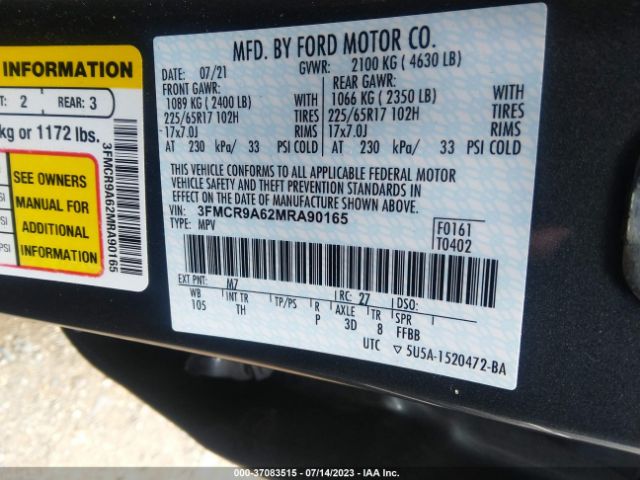 INFORMATION
2 REAR: 3
kg or 1172 lbs.
SEE OWNERS
MANUAL FOR
ADDITIONAL
INFORMATION
3FMCR9A62MRA90165
MFD. BY FORD MOTOR CO.
DATE: 07/21 GVWR: 2100 KG ( 4630 LB)
FRONT GAWR: REAR GAWR:
1089 KG ( 2400 LB) WITH 1066 KG ( 2350 LB) WITH
225/65R17 102H TIRES 225/65R17 102H TIRES
17x7.0J RIMS 17x7.0J RIMS
AT 230 kPa/ 33 PSI COLD AT 230 kPa/ 33 PSI COLD
THIS VEHICLE CONFORMS TO ALL APPLICABLE FEDERAL MOTOR
VEHICLE SAFETY AND THEFT PREVENTION STANDARDS IN
EFFECT ON THE DATE OF MANUFACTURE SHOWN ABOVE.
VIN: 3FMCR9A62MRA90165
TYPE: MPV
F0161
T0402
EXT PNT: M7 RC: 27 DSO:
WB INT TR TP/PS R AXLE TR SPR
105 TH P 3D 8 FFBB
UTC ▽ 5U5A-1520472-BA
000-37083515 - 07/14/2023 - IAA Inc.